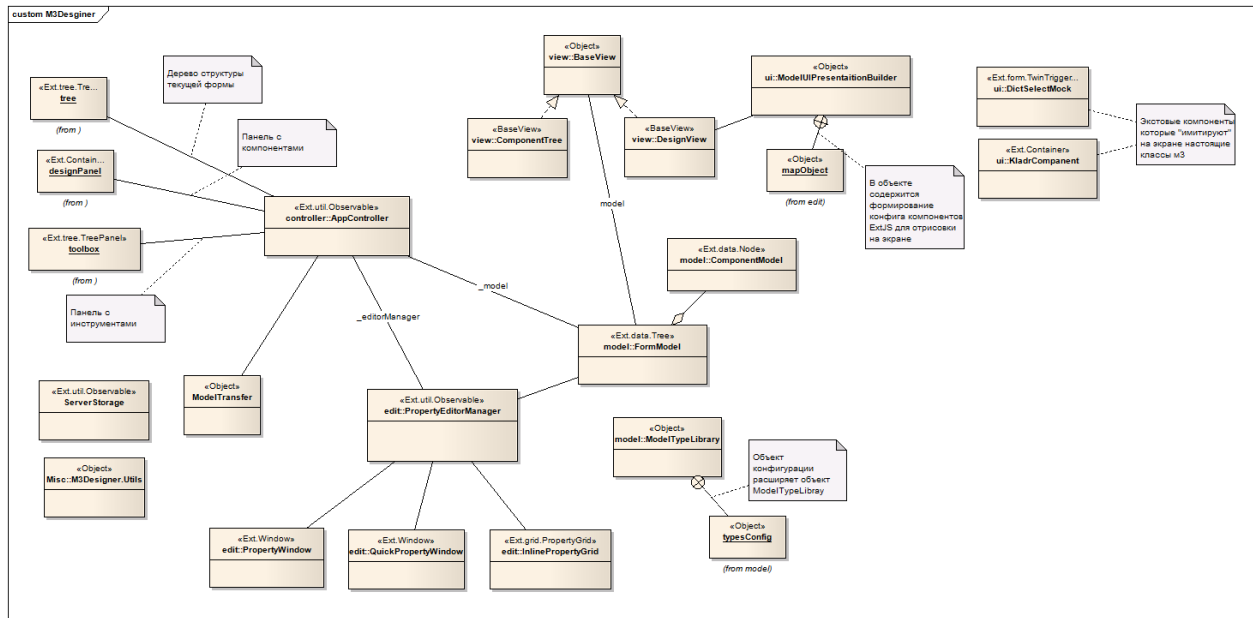 custom M3Desginer
«Ext.tree.Tre...
tree
(from )
Дерево структуры
текущей формы
«Ext.Contain...
designPanel
(from )
Панель с
компонентами
«Ext.tree.TreePanel»
toolbox
(from )
Панель с
инструментами
«Ext.util.Observable»
controller::AppController
_model
_editorManager
«Object»
view::BaseView
«BaseView»
view::ComponentTree
«BaseView»
view::DesignView
model
«Object»
ui::ModelUIPresentaitionBuilder
«Object»
mapObject
(from edit)
В объекте
содержится
формирование
конфига компонентов
ExtJS для отрисовки
на экране
«Ext.form.TwinTrigger...
ui::DictSelectMock
«Ext.Container»
ui::KladrCompanent
Экстовые компоненты
которые "имитируют"
на экране настоящие
классы м3
«Ext.data.Node»
model::ComponentModel
«Ext.data.Tree»
model::FormModel
«Ext.util.Observable»
ServerStorage
«Object»
ModelTransfer
«Ext.util.Observable»
edit::PropertyEditorManager
«Object»
Misc::M3Designer.Utils
«Object»
model::ModelTypeLibrary
Объект
конфигурации
расширяет объект
ModelTypeLibray
«Object»
typesConfig
(from model)
«Ext.Window»
edit::PropertyWindow
«Ext.Window»
edit::QuickPropertyWindow
«Ext.grid.PropertyGrid»
edit::InlinePropertyGrid